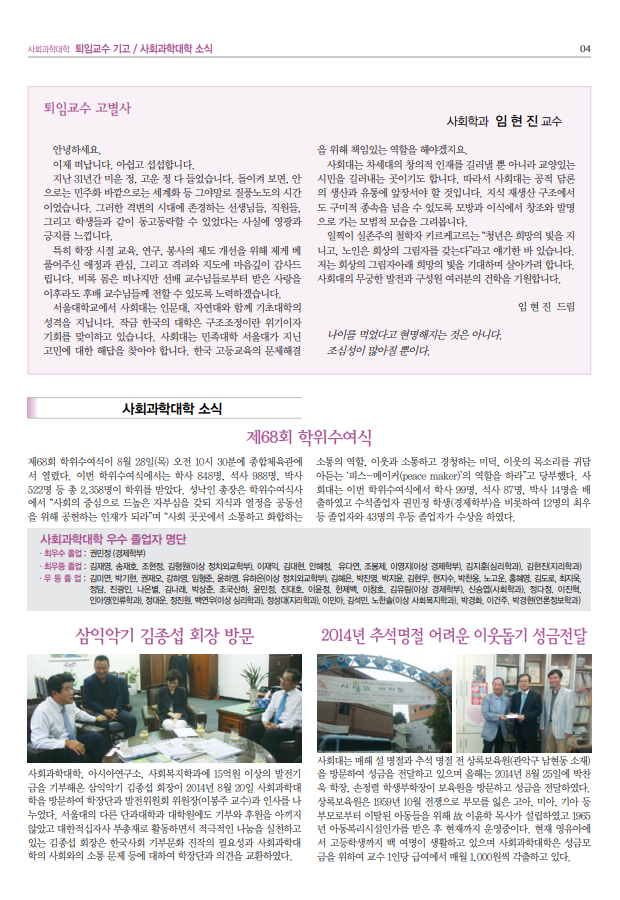 사회과학대학 퇴임교수 기고 / 사회과학대학 소식
04
퇴임교수 고별사
사회학과 임 현 진 교수
안녕하세요.
이제 떠납니다. 아쉽고 섭섭합니다.
지난 31년간 미운 정, 고운 정 다 들었습니다. 돌이켜 보면, 안
으로는 민주화 바깥으로는 세계화 등 그야말로 질풍노도의 시간
이었습니다. 그러한 격변의 시대에 존경하는 선생님들, 직원들,
그리고 학생들과 같이 동고동락할 수 있었다는 사실에 영광과
긍지를 느낍니다.
특히 학장 시절 교육, 연구, 봉사의 제도 개선을 위해 제게 베
풀어주신 애정과 관심, 그리고 격려와 지도에 마음깊이 감사드
립니다. 비록 몸은 떠나지만 선배 교수님들로부터 받은 사랑을
이후라도 후배 교수님들께 전할 수 있도록 노력하겠습니다.
서울대학교에서 사회대는 인문대, 자연대와 함께 기초대학의
성격을 지닙니다. 작금 한국의 대학은 구조조정이란 위기이자
기회를 맞이하고 있습니다. 사회대는 민족대학 서울대가 지닌
고민에 대한 해답을 찾아야 합니다. 한국 고등교육의 문제해결
을 위해 책임있는 역할을 해야겠지요.
사회대는 차세대의 창의적 인재를 길러낼 뿐 아니라 교양있는
시민을 길러내는 곳이기도 합니다. 따라서 사회대는 공적 담론
의 생산과 유통에 앞장서야 할 것입니다. 지식 재생산 구조에서
도 구미적 종속을 넘을 수 있도록 모방과 이식에서 창조와 발명
으로 가는 모범적 모습을 그려봅니다.
일찍이 실존주의 철학자 키르케고르는 “청년은 희망의 빛을 지
니고, 노인은 회상의 그림자를 갖는다”라고 얘기한 바 있습니다.
저는 회상의 그림자아래 희망의 빛을 기대하며 살아가려 합니다.
사회대의 무궁한 발전과 구성원 여러분의 건학을 기원합니다.
임 현 진 드림
나이를 먹었다고 현명해지는 것은 아니다.
조심성이 많아질 뿐이다.
사회과학대학 소식
제68회 학위수여식
제68회 학위수여식이 8월 28일(목) 오전 10시 30분에 종합체육관에
서 열렸다. 이번 학위수여식에서는 학사 848명, 석사 988명, 박사
522명 등 총 2,358명이 학위를 받았다. 성낙인 총장은 학위수여식사
에서 “사회의 중심으로 드높은 자부심을 갖되 지식과 열정을 공동선
을 위해 공헌하는 인재가 되라”며 “사회 곳곳에서 소통하고 화합하는
소통의 역할, 이웃과 소통하고 경청하는 미덕, 이웃의 목소리를 귀담
아듣는 ‘피스-메이커(peace maker)’의 역할을 하라”고 당부했다. 사
회대는 이번 학위수여식에서 학사 99명, 석사 87명, 박사 14명을 배
출하였고 수석졸업자 권민정 학생(경제학부)을 비롯하여 12명의 최우
등 졸업자와 43명의 우등 졸업자가 수상을 하였다.
사회과학대학 우수 졸업자 명단
· 최우수 졸업 : 권민정 (경제학부)
· 최우등 졸업 : 김재영, 송재호, 조현정, 김형원(이상 정치외교학부), 이재익, 김대현, 안혜정, 유다연, 조봉제, 이영지(이상 경제학부), 김지훈(심리학과), 김현진(지리학과)
· 우 등 졸 업 : 김미연, 박기현, 권재오, 강하영, 임형준, 윤하영, 유하은(이상 정치외교학부), 김혜은, 박진영, 박지윤, 김현우, 현지수, 박찬웅, 노고운, 홍혜영, 김도로, 최지욱,
정담, 진광인, 나은별, 김나래, 박상준, 조국산하, 윤민정, 진대호, 이윤정, 한제백, 이창호, 김유림(이상 경제학부), 신승엽(사회학과), 정다정, 이진혁,
인아영(인류학과), 정대운, 정진원, 백연우(이상 심리학과), 정성대(지리학과), 이민아, 김석민, 노한솔(이상 사회복지학과), 박경화, 이건주, 박경현(언론정보학과)
삼익악기 김종섭 회장 방문
사회과학대학, 아시아연구소, 사회복지학과에 15억원 이상의 발전기
금을 기부해온 삼익악기 김종섭 회장이 2014년 8월 20일 사회과학대
학을 방문하여 학장단과 발전위원회 위원장(이봉주 교수)과 인사를 나
누었다. 서울대의 다른 단과대학과 대학원에도 기부와 후원을 아끼지
않았고 대한적십자사 부총재로 활동하면서 적극적인 나눔을 실천하고
있는 김종섭 회장은 한국사회 기부문화 진작의 필요성과 사회과학대
학의 사회와의 소통 문제 등에 대하여 학장단과 의견을 교환하였다.
2014년 추석명절 어려운 이웃돕기 성금전달
사회대는 매해 설 명절과 추석 명절 전 상록보육원(관악구 남현동 소재)
을 방문하여 성금을 전달하고 있으며 올해는 2014년 8월 25일에 박찬
욱 학장, 손정렬 학생부학장이 보육원을 방문하고 성금을 전달하였다.
상록보육원은 1959년 10월 전쟁으로 부모를 잃은 고아, 미아, 기아 등
부모로부터 이탈된 아동들을 위해 故 이윤학 목사가 설립하였고 1965
년 아동복리시설인가를 받은 후 현재까지 운영중이다. 현재 영유아에
서 고등학생까지 백 여명이 생활하고 있으며 사회과학대학은 성금모
금을 위하여 교수 1인당 급여에서 매월 1,000원씩 각출하고 있다.